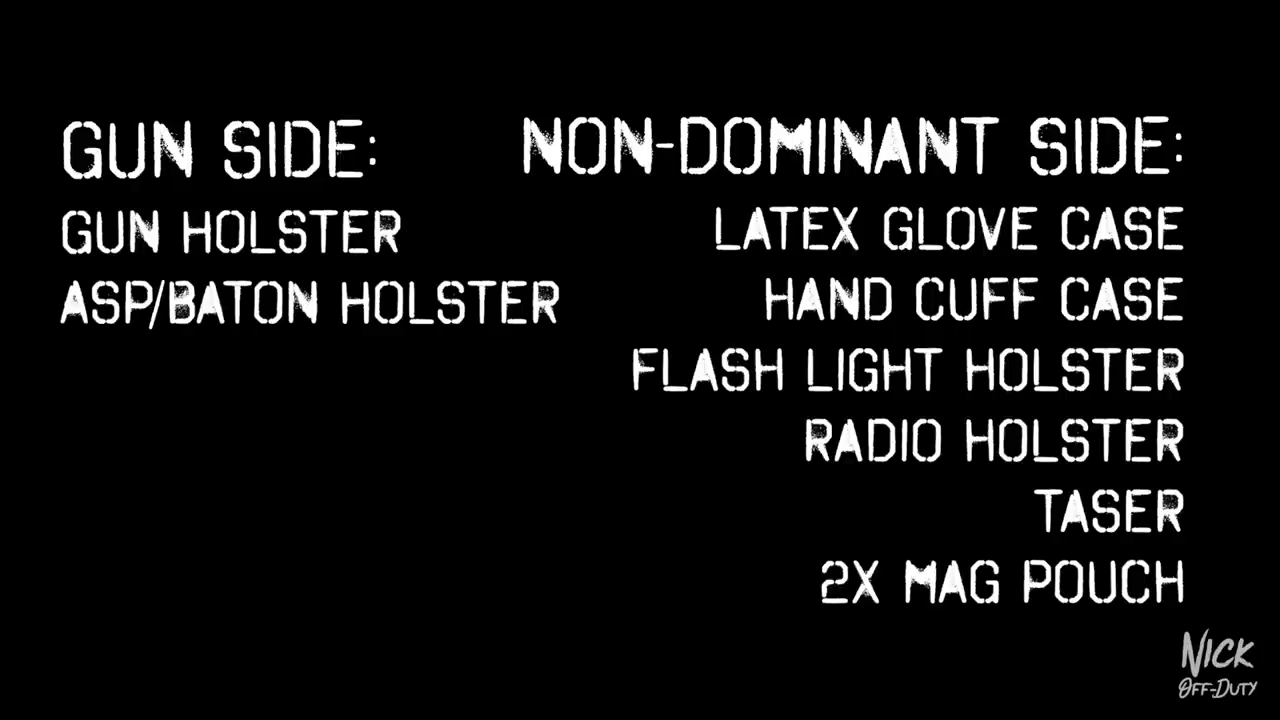 GUN SIDE:
GUN HOLSTER
ASP/BATON HOLSTER
NON-DOMINANT SIDE:
LATEX GLOVE CASE
HAND CUFF CASE
FLASH LIGHT HOLSTER
RADIO HOLSTER
TASER
2X MAG POUCH
NICK
OFF-DUTY